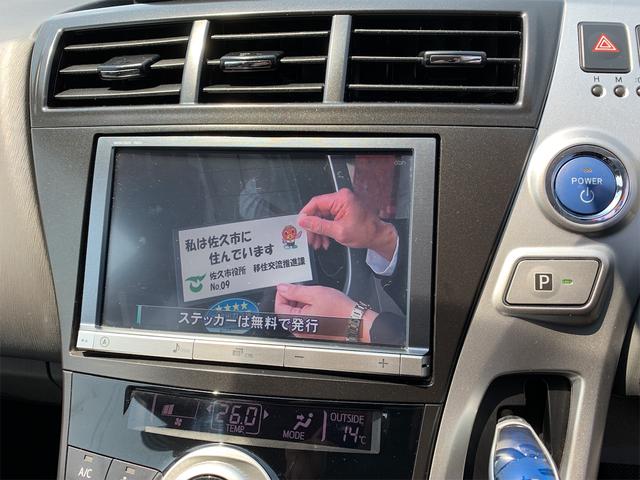 H M
POWER
P
私は佐久市に
住んでいます
佐久市役所 移住交流推進課
No.09
ステッカーは無料で発行
A
26.0
TEMP.
MODE
OUTSIDE
14℃
A/C